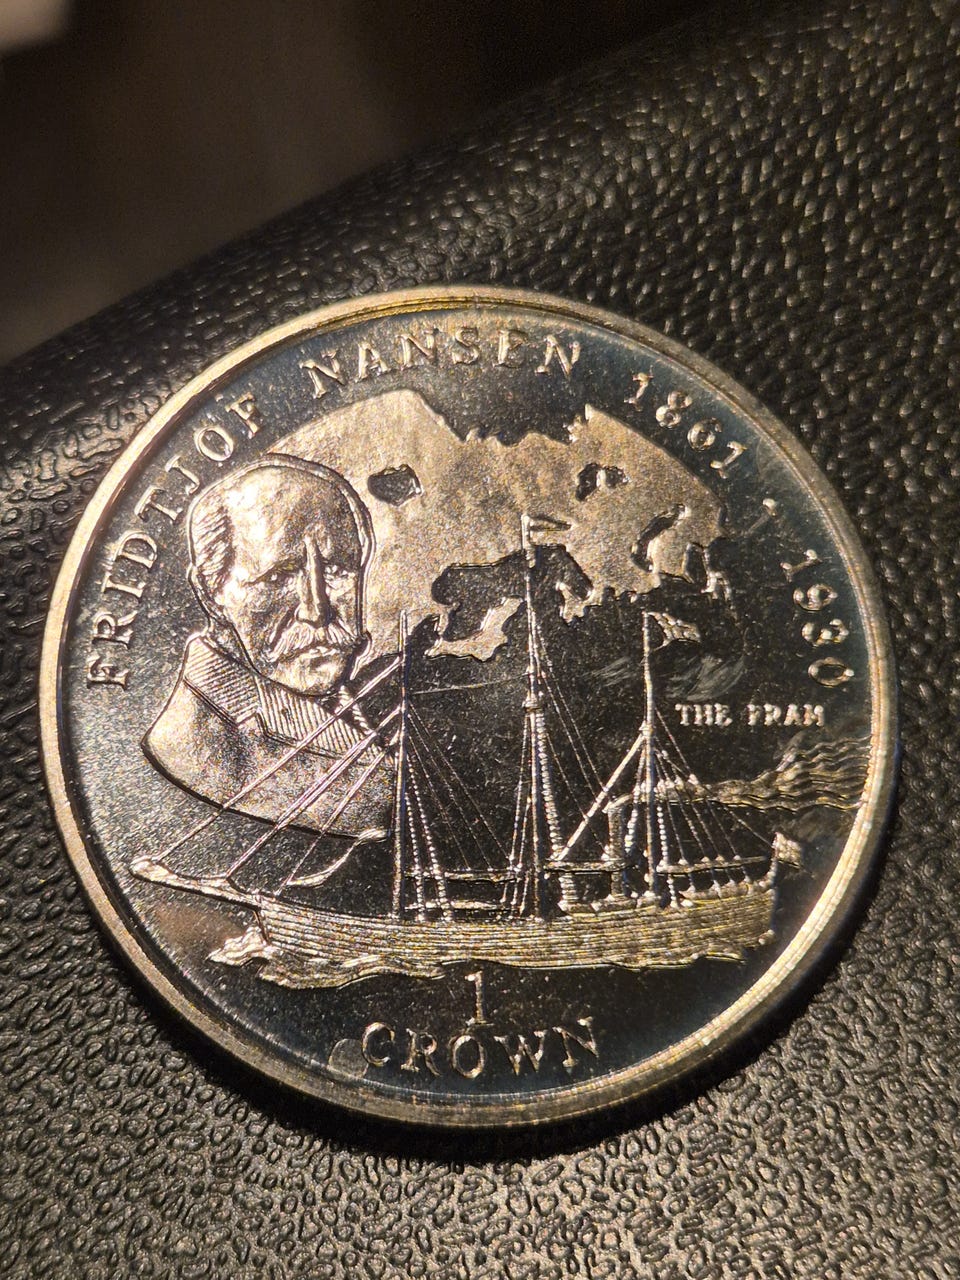 FRIDTJOF NANSEN 1861 - 1930
THE FRAM
1
CROWN